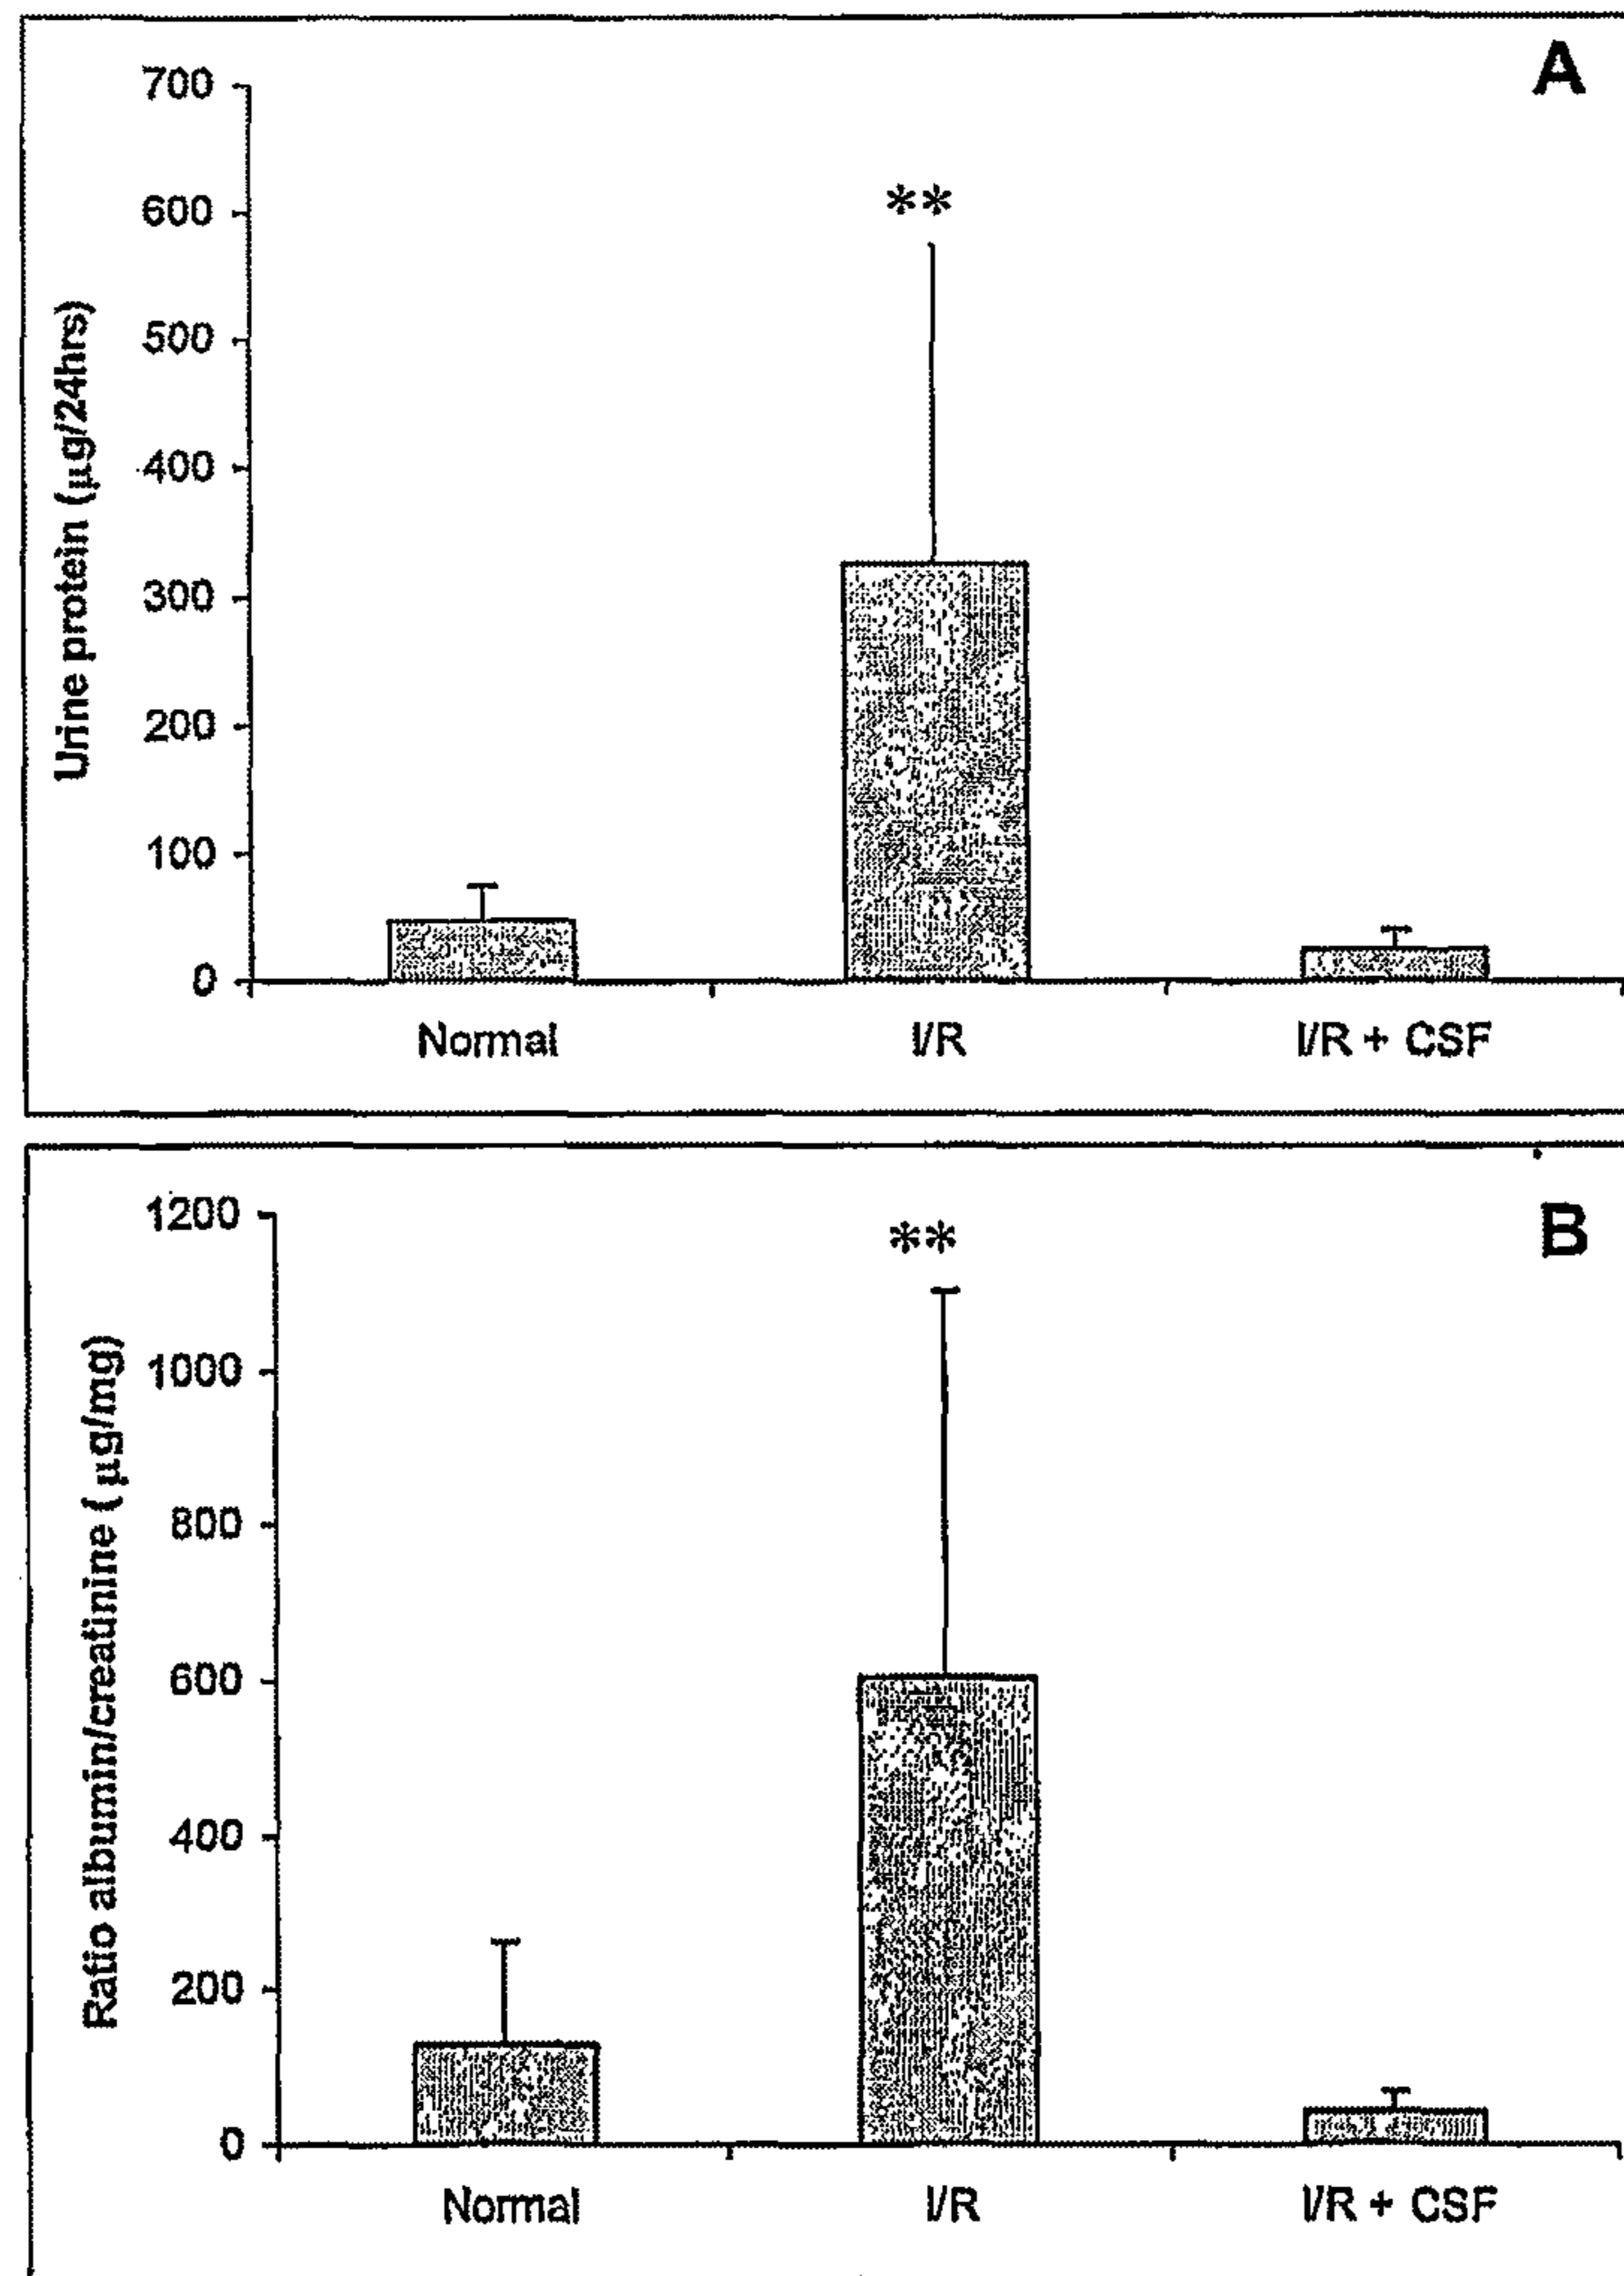 A
700
600
500
400
300
200
100
0
Urine protein (µg/24hrs)
**
Normal
I/R
I/R + CSF
B
1200
1000
800
600
400
200
0
Ratio albumin/creatinine ( µg/mg)
**
Normal
I/R
I/R + CSF